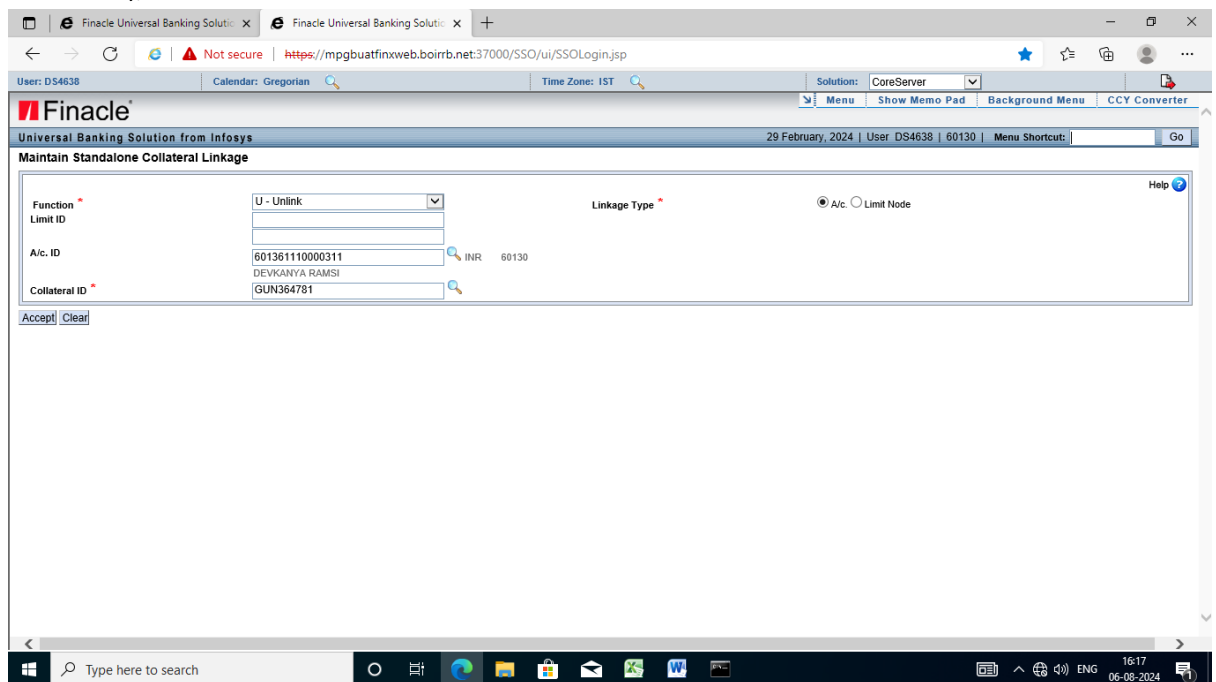 Finacle Universal Banking Solutic
Finacle Universal Banking Solutic
Not secure | https://mpgbuatfinxweb.boirrb.net:37000/SSO/ui/SSOLogin.jsp
User: DS4638 Calendar: Gregorian Time Zone: IST Solution: CoreServer
Menu Show Memo Pad Background Menu CCY Converter
Finacle
Universal Banking Solution from Infosys 29 February, 2024 | User DS4638 | 60130 | Menu Shortcut: Go
Maintain Standalone Collateral Linkage
Help ?
Function * U - Unlink Linkage Type * A/c. Limit Node
Limit ID
A/c. ID 601361110000311 INR 60130
DEVKANYA RAMSI
Collateral ID * GUN364781
Accept Clear
Type here to search
ENG 16:17
06-08-2024
1